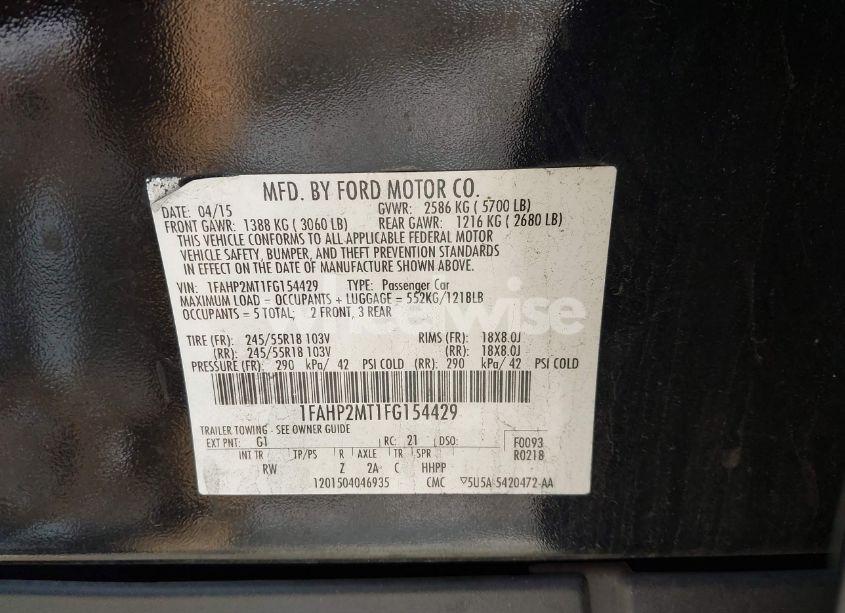 MFD. BY FORD MOTOR CO.
DATE: 04/15 GVWR: 2586 KG ( 5700 LB)
FRONT GAWR: 1388 KG ( 3060 LB) REAR GAWR: 1216 KG ( 2680 LB)
THIS VEHICLE CONFORMS TO ALL APPLICABLE FEDERAL MOTOR
VEHICLE SAFETY, BUMPER, AND THEFT PREVENTION STANDARDS
IN EFFECT ON THE DATE OF MANUFACTURE SHOWN ABOVE.
VIN: 1FAHP2MT1FG154429 TYPE: Passenger Car
MAXIMUM LOAD = OCCUPANTS + LUGGAGE = 552KG/1218LB
OCCUPANTS = 5 TOTAL; 2 FRONT, 3 REAR
wheelwise
TIRE (FR): 245/55R18 103V RIMS (FR): 18X8.0J
(RR): 245/55R18 103V (RR): 18X8.0J
PRESSURE (FR): 290 kPa/ 42 PSI COLD (RR): 290 kPa/ 42 PSI COLD
1FAHP2MT1FG154429
TRAILER TOWING - SEE OWNER GUIDE
EXT PNT: G1 RC: 21 DSO: F0093
INT TR TP/PS R AXLE TR SPR R0218
RW Z 2A C HHPP
1201504046935 CMC ▽5U5A 5420472-AA